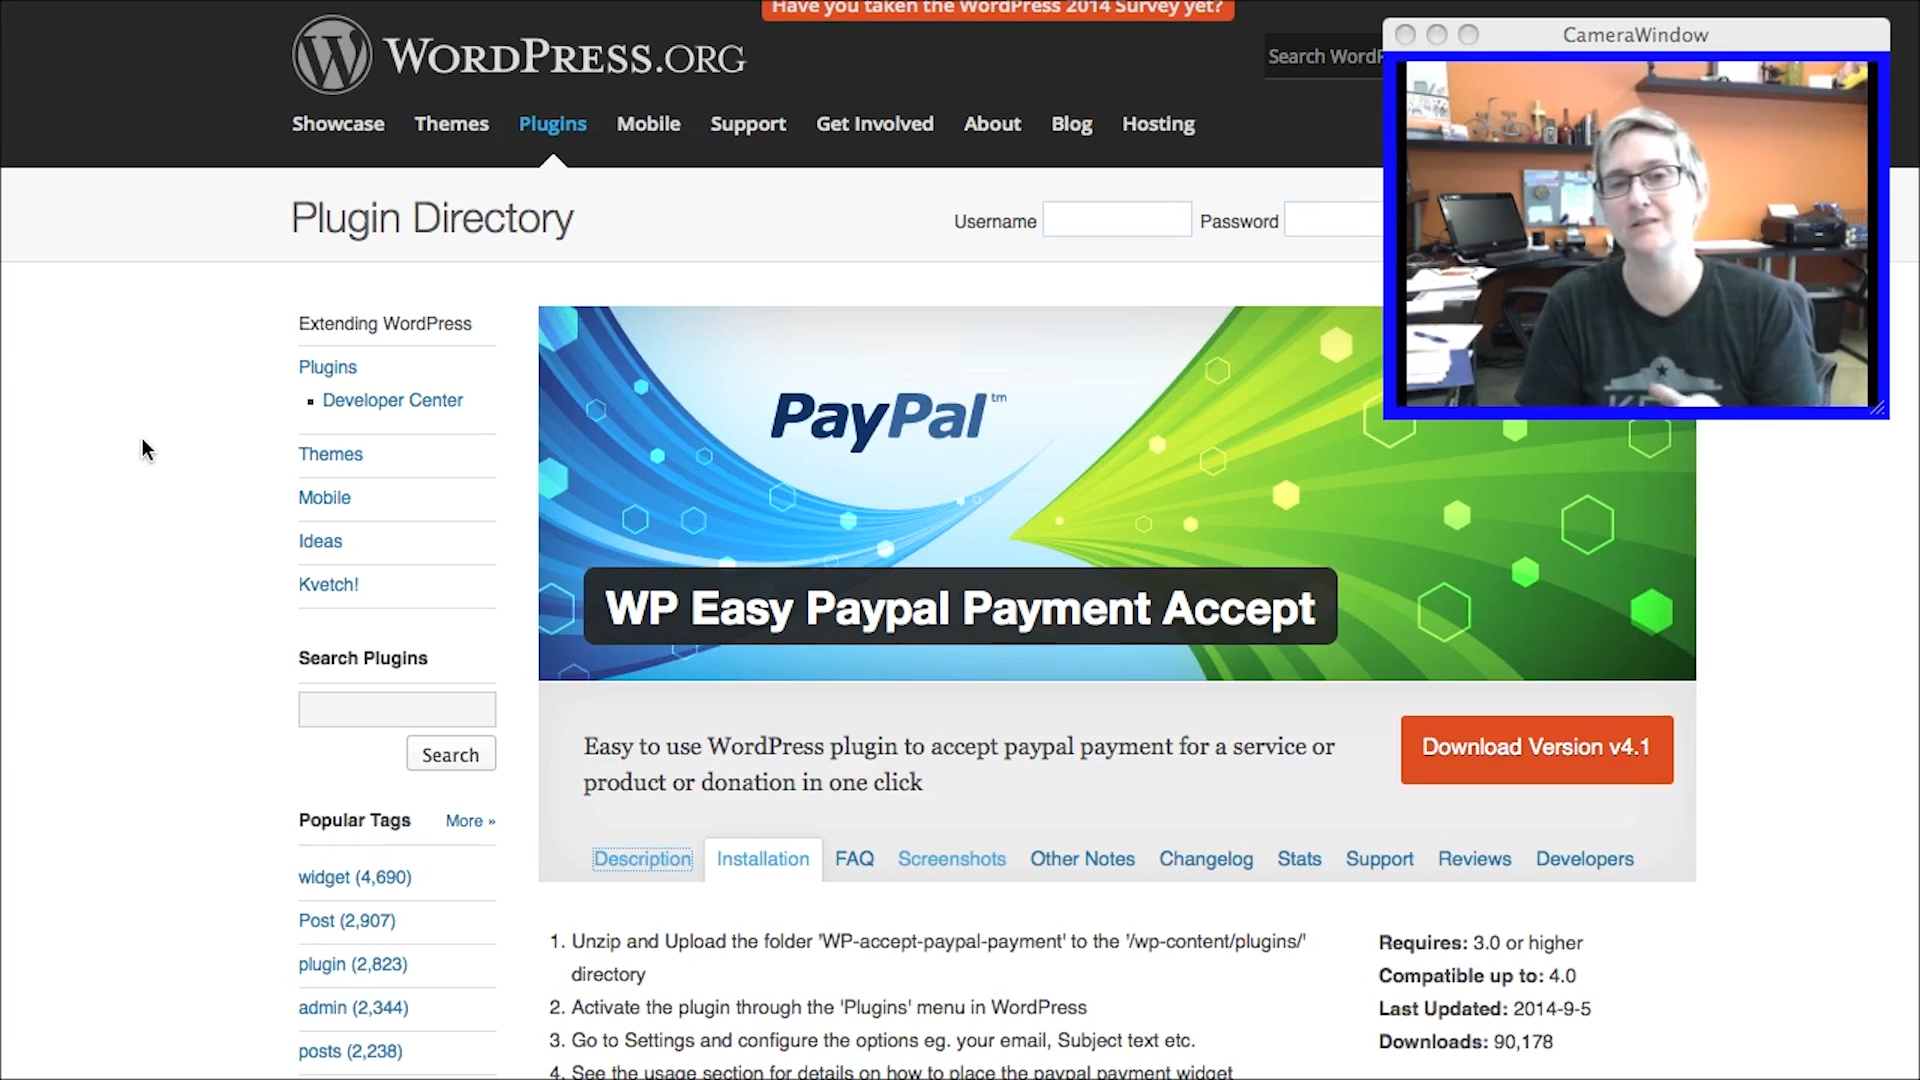 Have you taken the WordPress 2014 Survey yet?
WORDPRESS.ORG
Search WordP
CameraWindow
Showcase Themes Plugins Mobile Support Get Involved About Blog Hosting
Plugin Directory
Username Password
Extending WordPress
Plugins
Developer Center
Themes
Mobile
Ideas
Kvetch!
Search Plugins
Search
Popular Tags More »
widget (4,690)
Post (2,907)
plugin (2,823)
admin (2,344)
posts (2,238)
PayPal™
WP Easy Paypal Payment Accept
Easy to use WordPress plugin to accept paypal payment for a service or
product or donation in one click
Download Version v4.1
Description Installation FAQ Screenshots Other Notes Changelog Stats Support Reviews Developers
1. Unzip and Upload the folder 'WP-accept-paypal-payment' to the '/wp-content/plugins/'
directory
2. Activate the plugin through the 'Plugins' menu in WordPress
3. Go to Settings and configure the options eg. your email, Subject text etc.
4. See the usage section for details on how to place the paypal payment widget
Requires: 3.0 or higher
Compatible up to: 4.0
Last Updated: 2014-9-5
Downloads: 90,178